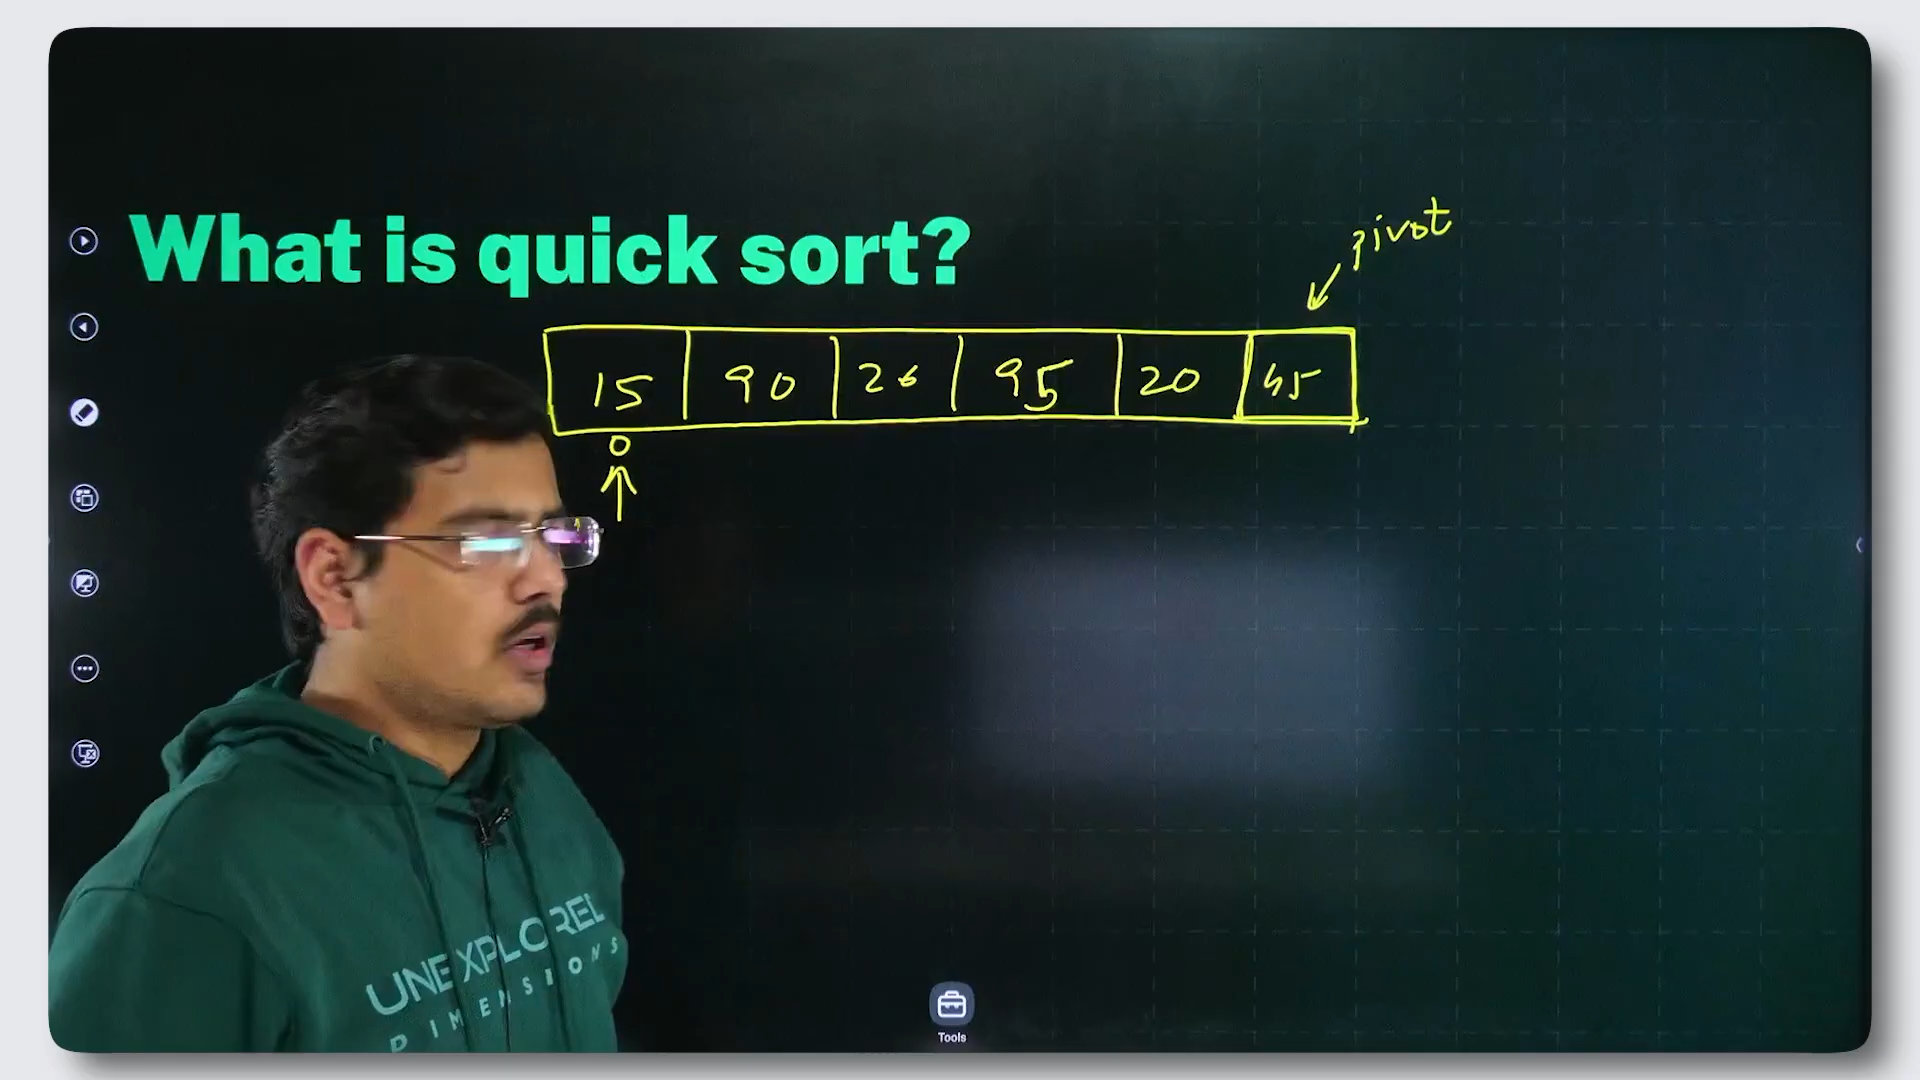 pivot
What is quick sort?
15 90 26 95 20 45
0
UNEXPLORED
DIMENSIONS
Tools